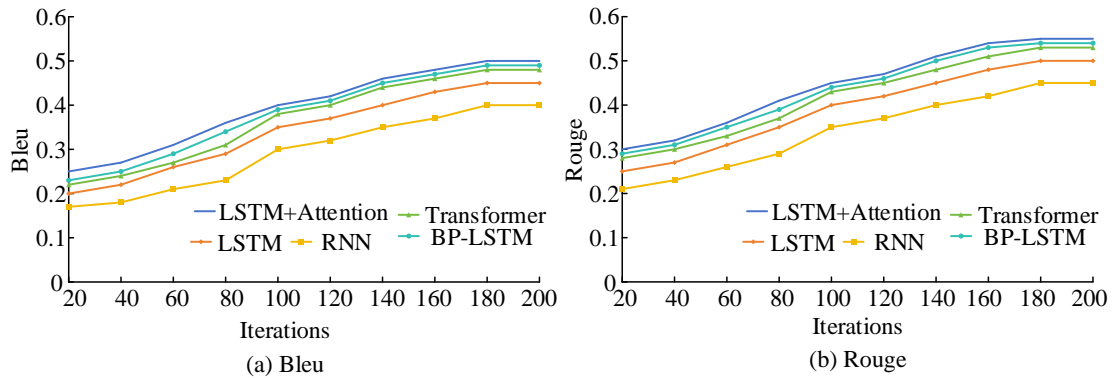 0.6
0.5
0.4
0.3
0.2
0.1
0
Bleu
LSTM+Attention
Transformer
LSTM
RNN
BP-LSTM
20 40 60 80 100 120 140 160 180 200
Iterations
(a) Bleu
0.6
0.5
0.4
0.3
0.2
0.1
0
Rouge
LSTM+Attention
Transformer
LSTM
RNN
BP-LSTM
20 40 60 80 100 120 140 160 180 200
Iterations
(b) Rouge